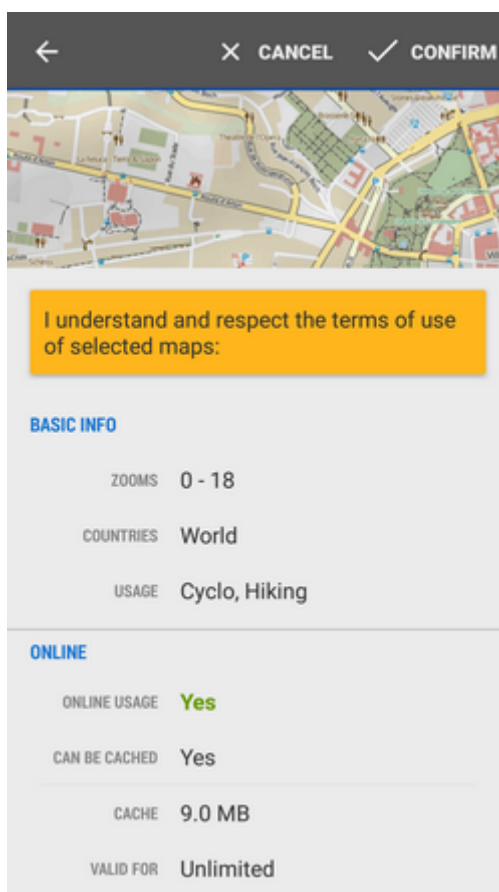 CANCEL CONFIRM
I understand and respect the terms of use
of selected maps:
BASIC INFO
ZOOMS 0 - 18
COUNTRIES World
USAGE Cyclo, Hiking
ONLINE
ONLINE USAGE Yes
CAN BE CACHED Yes
CACHE 9.0 MB
VALID FOR Unlimited